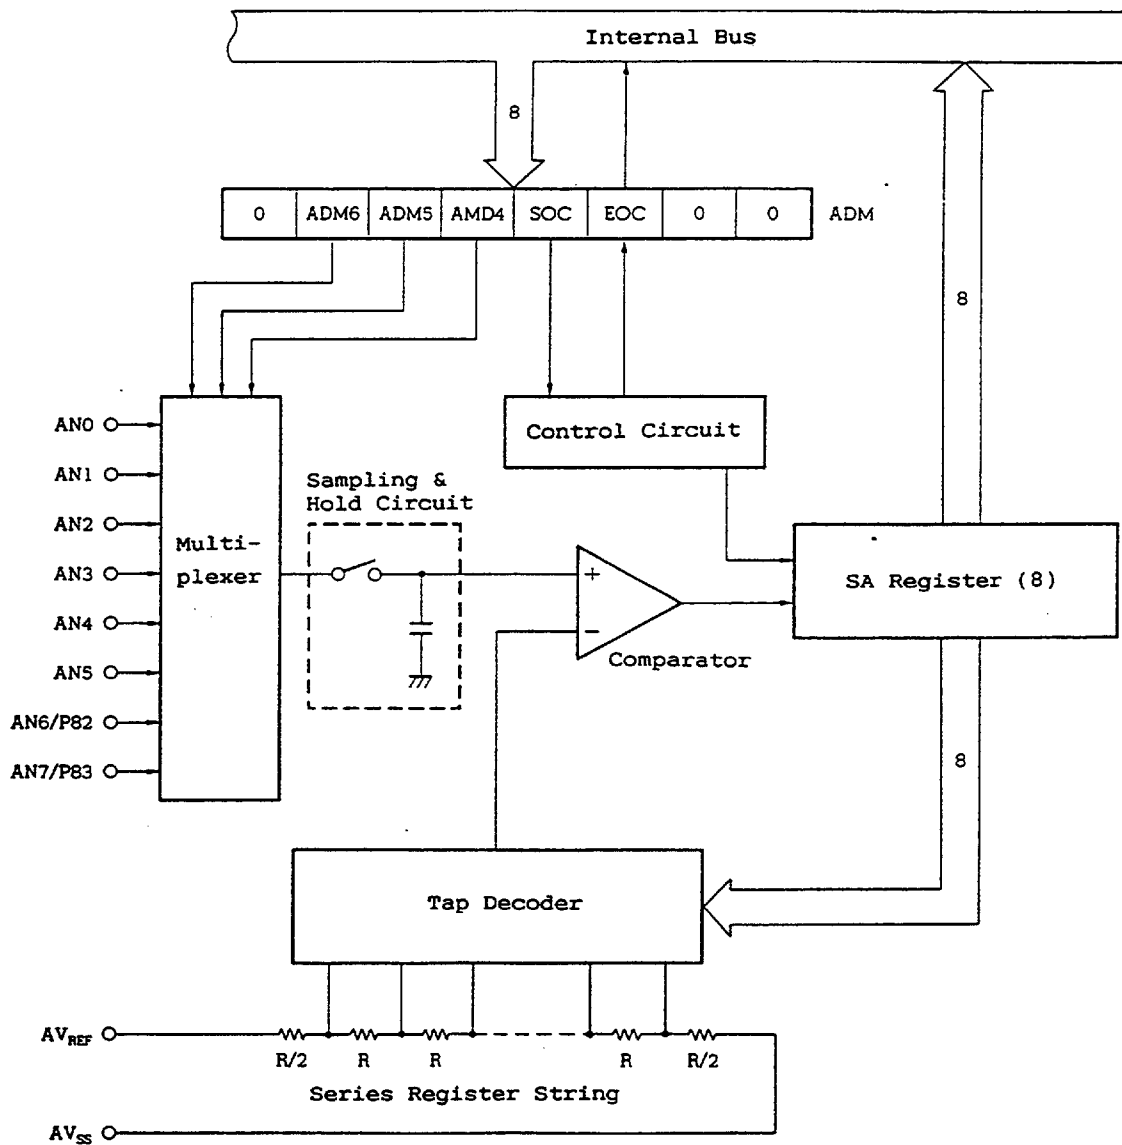 Internal Bus
8
0 ADM6 ADM5 AMD4 SOC EOC 0 0 ADM
8
AN0
AN1
AN2
AN3
AN4
AN5
AN6/P82
AN7/P83
Multi-
plexer
Sampling &
Hold Circuit
Control Circuit
+
−
Comparator
SA Register (8)
8
Tap Decoder
AVREF
R/2 R R R R/2
Series Register String
AVSS